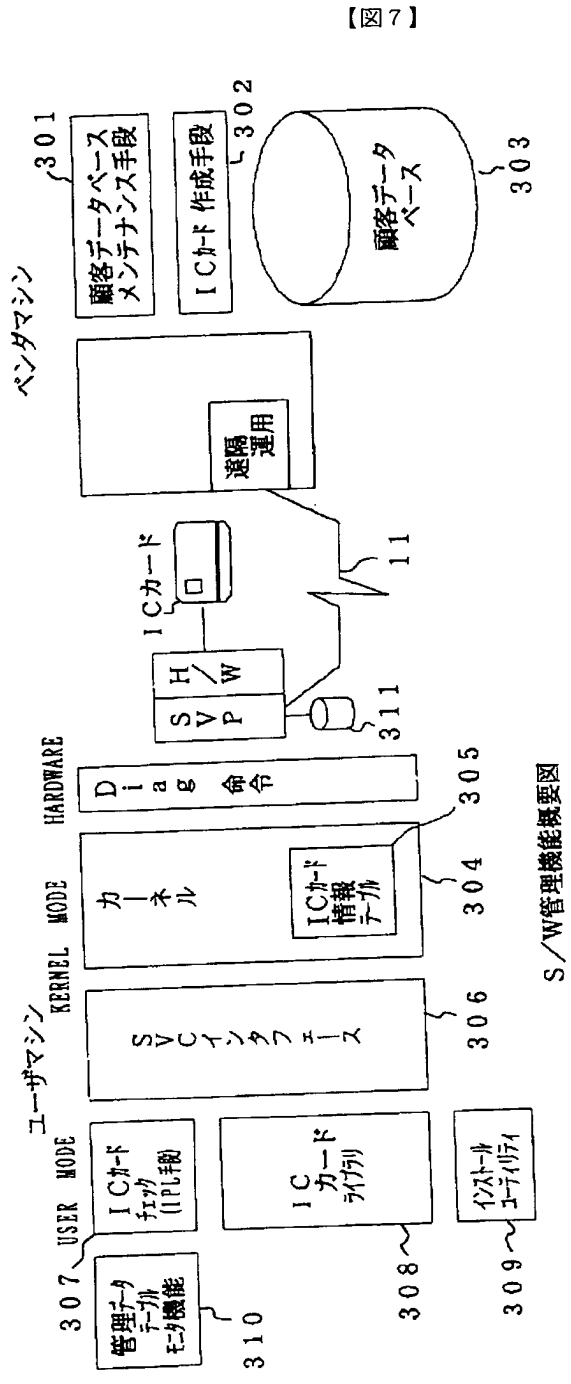 【図７】
ユーザマシン
ベンダマシン
USER MODE
KERNEL MODE
HARDWARE
310
管理データ
テーブル
モニタ機能
307
ICカード
チェック
(IPL手段)
308
IC
カード
ライブラリ
309
インストール
ユーティリティ
306
SVCインタフェース
304
カーネル
305
ICカード
情報
テーブル
Diag 命令
SVP
H/W
311
ICカード
11
遠隔
運用
301
顧客データベース
メンテナンス手段
302
ICカード 作成手段
303
顧客データ
ベース
S/W管理機能概要図